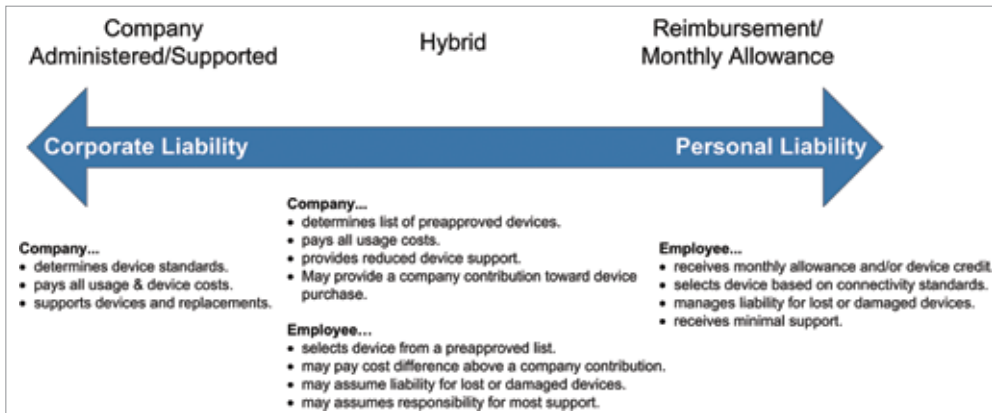 Company
Administered/Supported
Hybrid
Reimbursement/
Monthly Allowance
Corporate Liability
Personal Liability
Company...
• determines device standards.
• pays all usage & device costs.
• supports devices and replacements.
Company...
• determines list of preapproved devices.
• pays all usage costs.
• provides reduced device support.
• May provide a company contribution toward device
purchase.
Employee...
• selects device from a preapproved list.
• may pay cost difference above a company contribution.
• may assume liability for lost or damaged devices.
• may assumes responsibility for most support.
Employee...
• receives monthly allowance and/or device credit.
• selects device based on connectivity standards.
• manages liability for lost or damaged devices.
• receives minimal support.